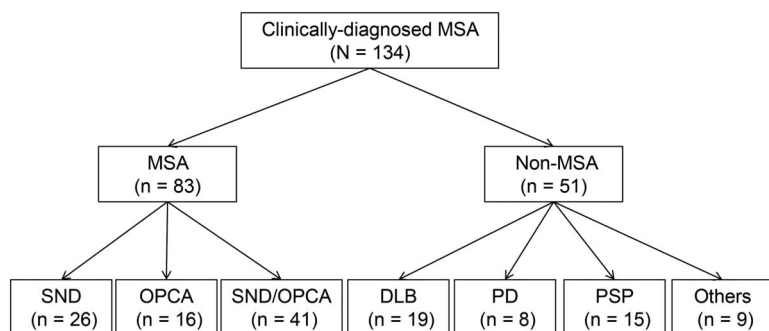 Clinically-diagnosed MSA
(N = 134)
MSA
(n = 83)
Non-MSA
(n = 51)
SND
(n = 26)
OPCA
(n = 16)
SND/OPCA
(n = 41)
DLB
(n = 19)
PD
(n = 8)
PSP
(n = 15)
Others
(n = 9)